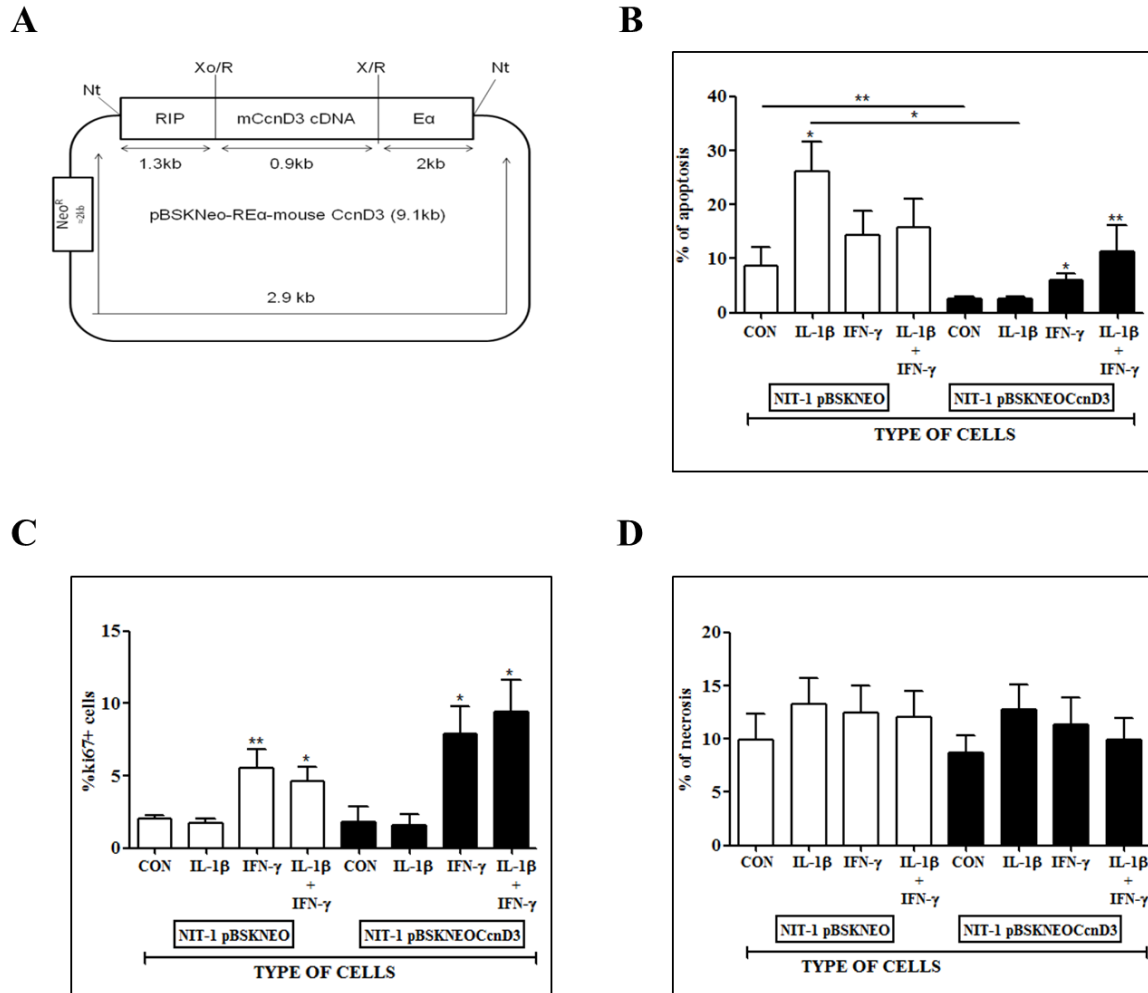 A
Xo/R
X/R
Nt
Nt
RIP
mCcnD3 cDNA
Eα
1.3kb
0.9kb
2kb
Neo^R
≈2kb
pBSKNeo-REα-mouse CcnD3 (9.1kb)
2.9 kb
B
% of apoptosis
40
30
20
10
0
**
*
*
*
**
CON IL-1β IFN-γ IL-1β CON IL-1β IFN-γ IL-1β
+ +
IFN-γ IFN-γ
NIT-1 pBSKNEO NIT-1 pBSKNEOCcnD3
TYPE OF CELLS
C
%ki67+ cells
15
10
5
0
**
*
*
*
CON IL-1β IFN-γ IL-1β CON IL-1β IFN-γ IL-1β
+ +
IFN-γ IFN-γ
NIT-1 pBSKNEO NIT-1 pBSKNEOCcnD3
TYPE OF CELLS
D
% of necrosis
20
15
10
5
0
CON IL-1β IFN-γ IL-1β CON IL-1β IFN-γ IL-1β
+ +
IFN-γ IFN-γ
NIT-1 pBSKNEO NIT-1 pBSKNEOCcnD3
TYPE OF CELLS